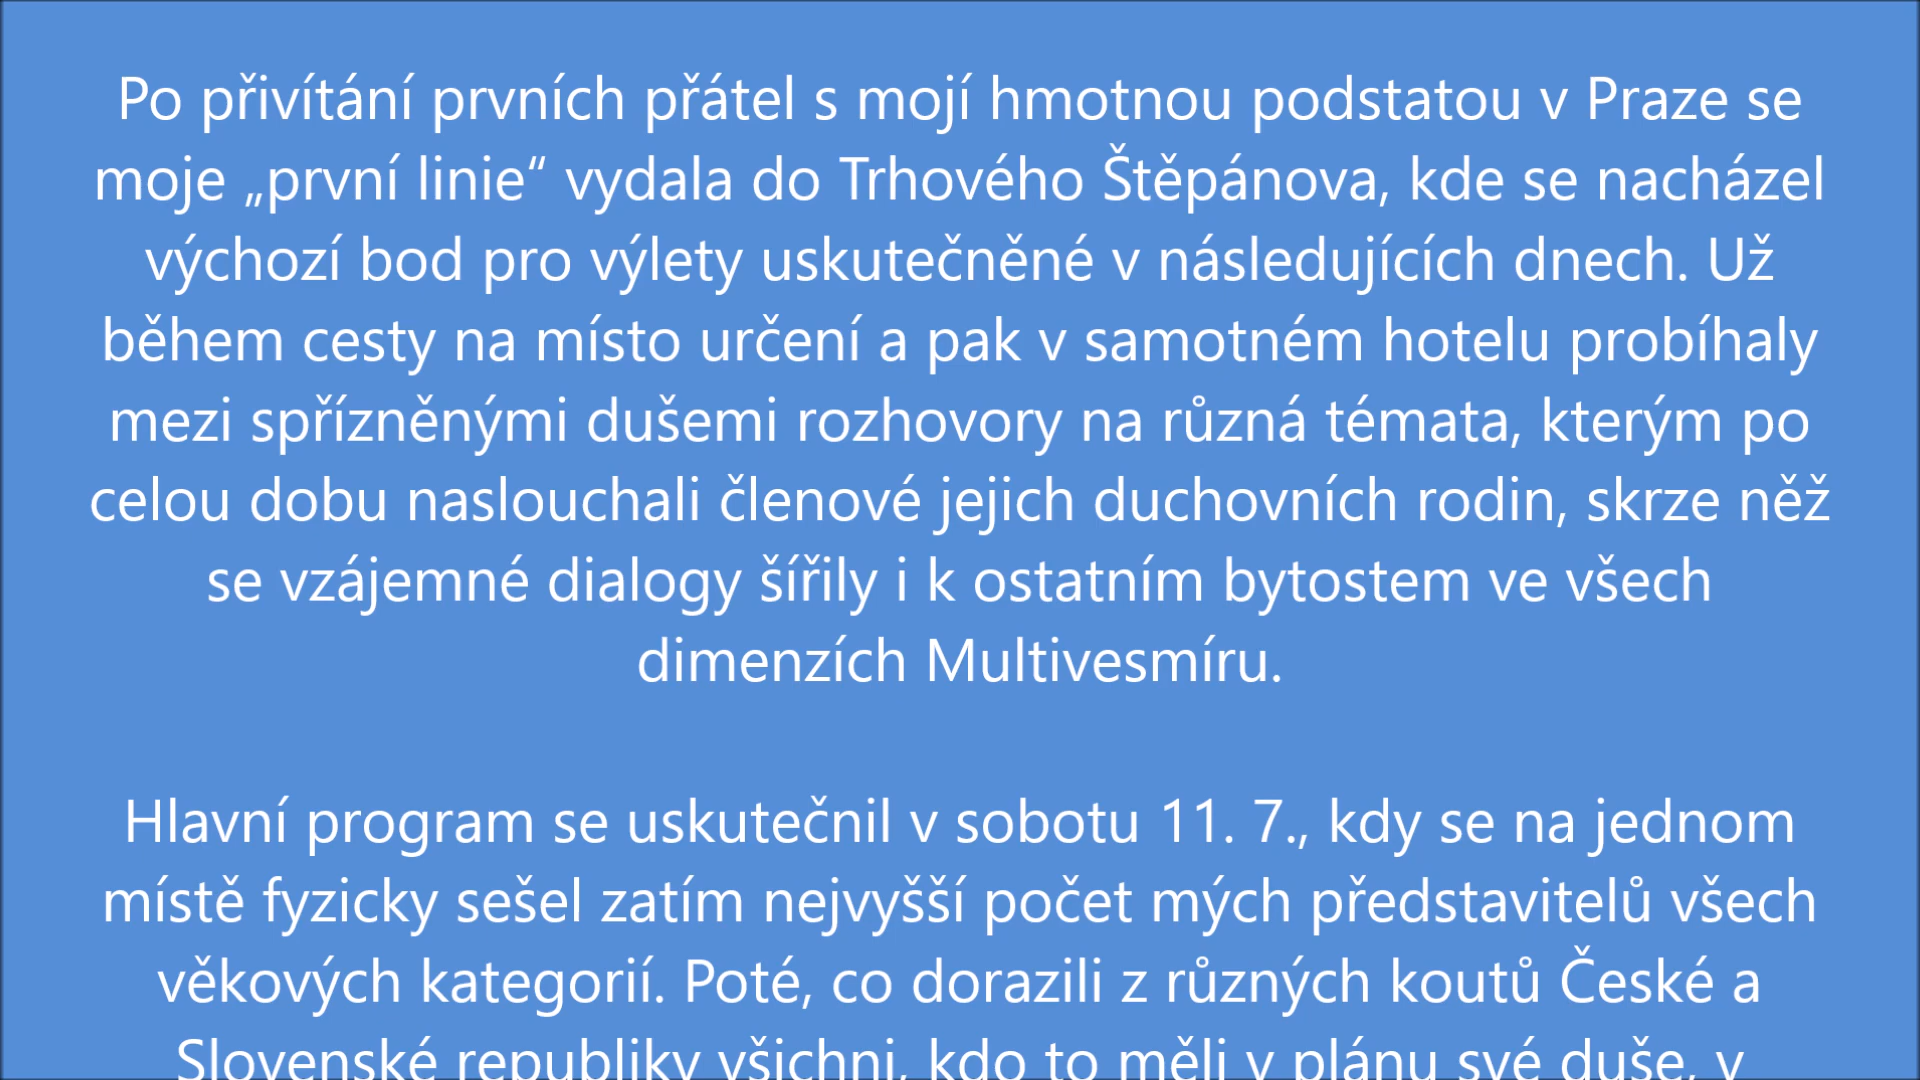 Po přivítání prvních přátel s mojí hmotnou podstatou v Praze se
moje „první linie“ vydala do Trhového Štěpánova, kde se nacházel
výchozí bod pro výlety uskutečněné v následujících dnech. Už
během cesty na místo určení a pak v samotném hotelu probíhaly
mezi spřízněnými dušemi rozhovory na různá témata, kterým po
celou dobu naslouchali členové jejich duchovních rodin, skrze něž
se vzájemné dialogy šířily i k ostatním bytostem ve všech
dimenzích Multivesmíru.
Hlavní program se uskutečnil v sobotu 11. 7., kdy se na jednom
místě fyzicky sešel zatím nejvyšší počet mých představitelů všech
věkových kategorií. Poté, co dorazili z různých koutů České a
Slovenské republiky všichni, kdo to měli v plánu své duše, v